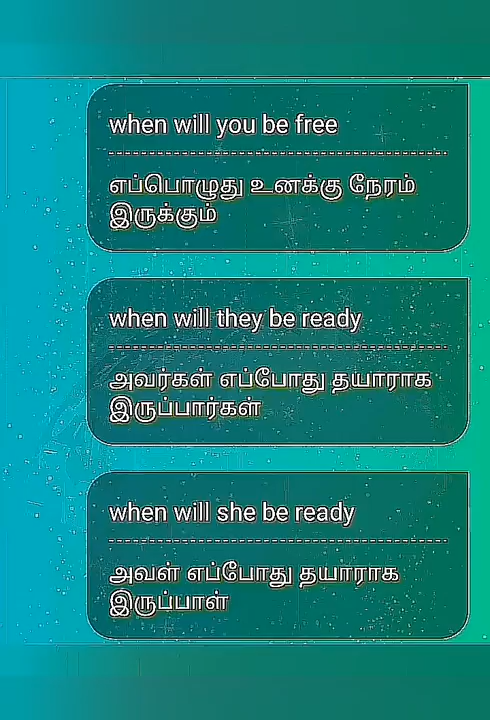 when will you be free
எப்பொழுது உனக்கு நேரம்
இருக்கும்
when will they be ready
அவர்கள் எப்போது தயாராக
இருப்பார்கள்
when will she be ready
அவள் எப்போது தயாராக
இருப்பாள்